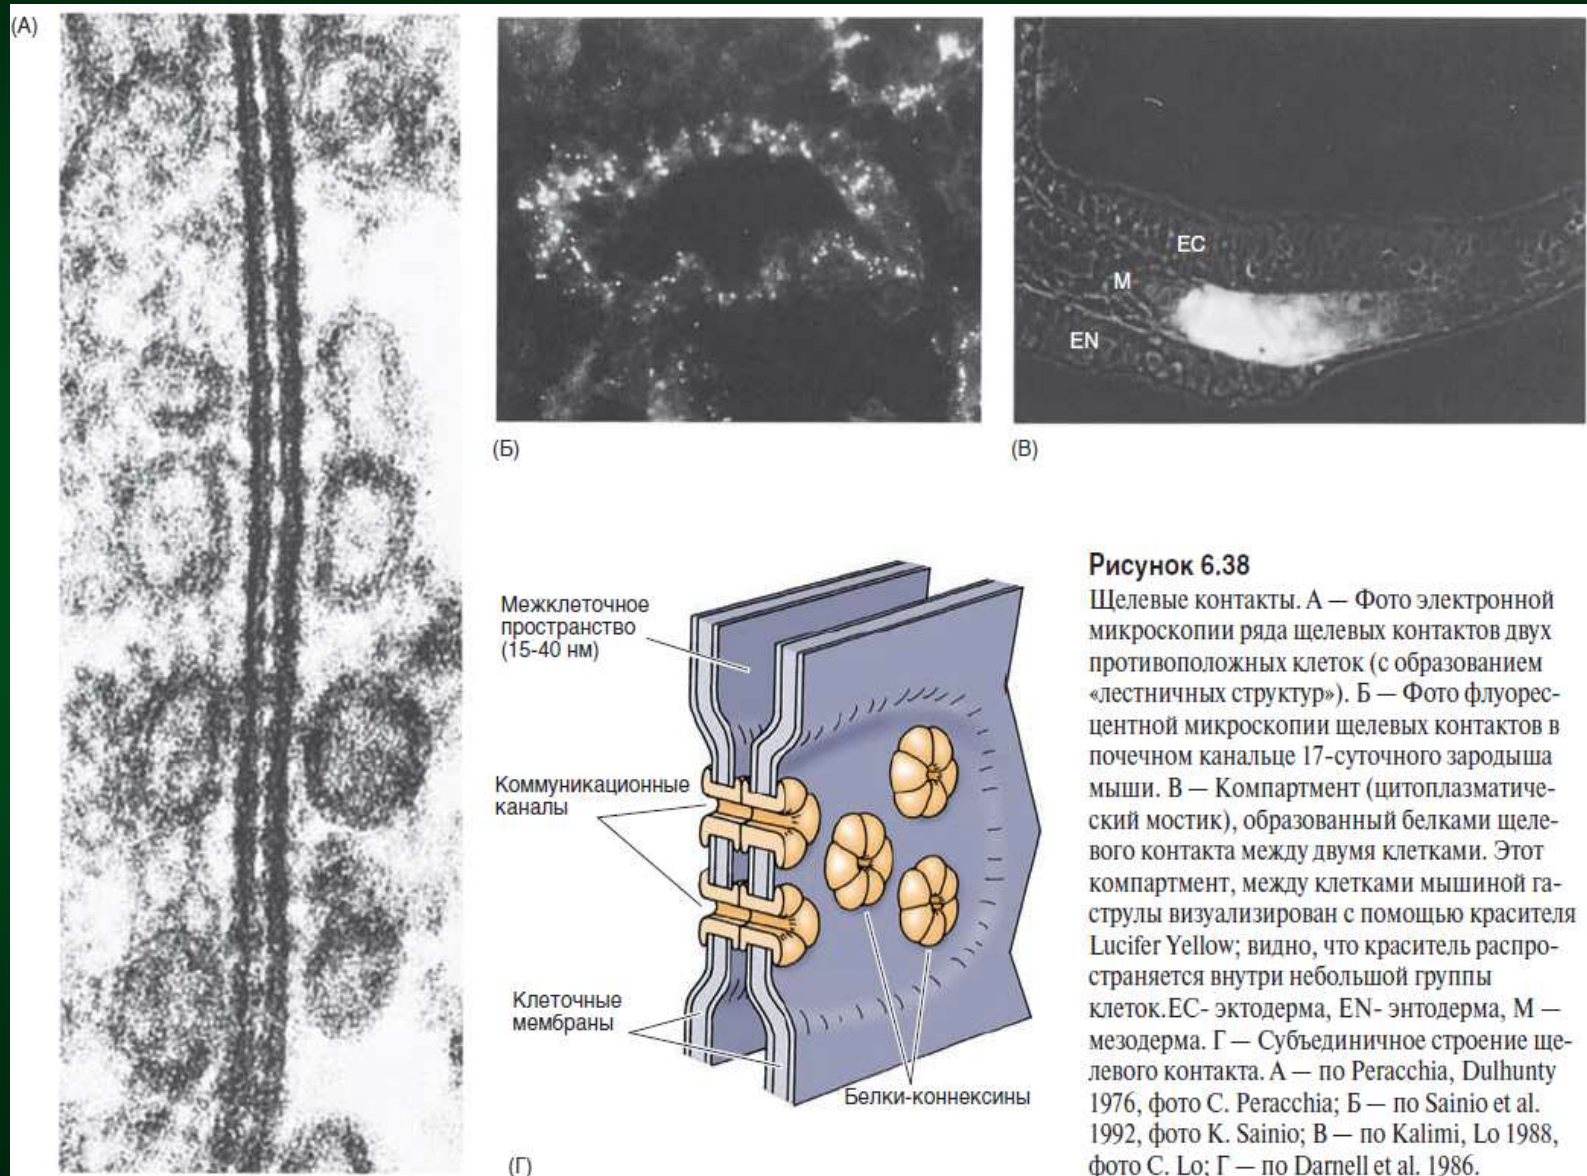 (А)
(Б)
EC
M
EN
(В)
Межклеточное
пространство
(15-40 нм)
Коммуникационные
каналы
Клеточные
мембраны
Белки-коннексины
(Г)
Рисунок 6.38
Щелевые контакты. А — Фото электронной
микроскопии ряда щелевых контактов двух
противоположных клеток (с образованием
«лестничных структур»). Б — Фото флуорес-
центной микроскопии щелевых контактов в
почечном канальце 17-суточного зародыша
мыши. В — Компартмент (цитоплазматиче-
ский мостик), образованный белками щеле-
вого контакта между двумя клетками. Этот
компартмент, между клетками мышиной га-
струлы визуализирован с помощью красителя
Lucifer Yellow; видно, что краситель распро-
страняется внутри небольшой группы
клеток.EC- эктодерма, EN- энтодерма, M —
мезодерма. Г — Субъединичное строение ще-
левого контакта. А — по Peracchia, Dulhunty
1976, фото C. Peracchia; Б — по Sainio et al.
1992, фото K. Sainio; В — по Kalimi, Lo 1988,
фото C. Lo; Г — по Darnell et al. 1986.